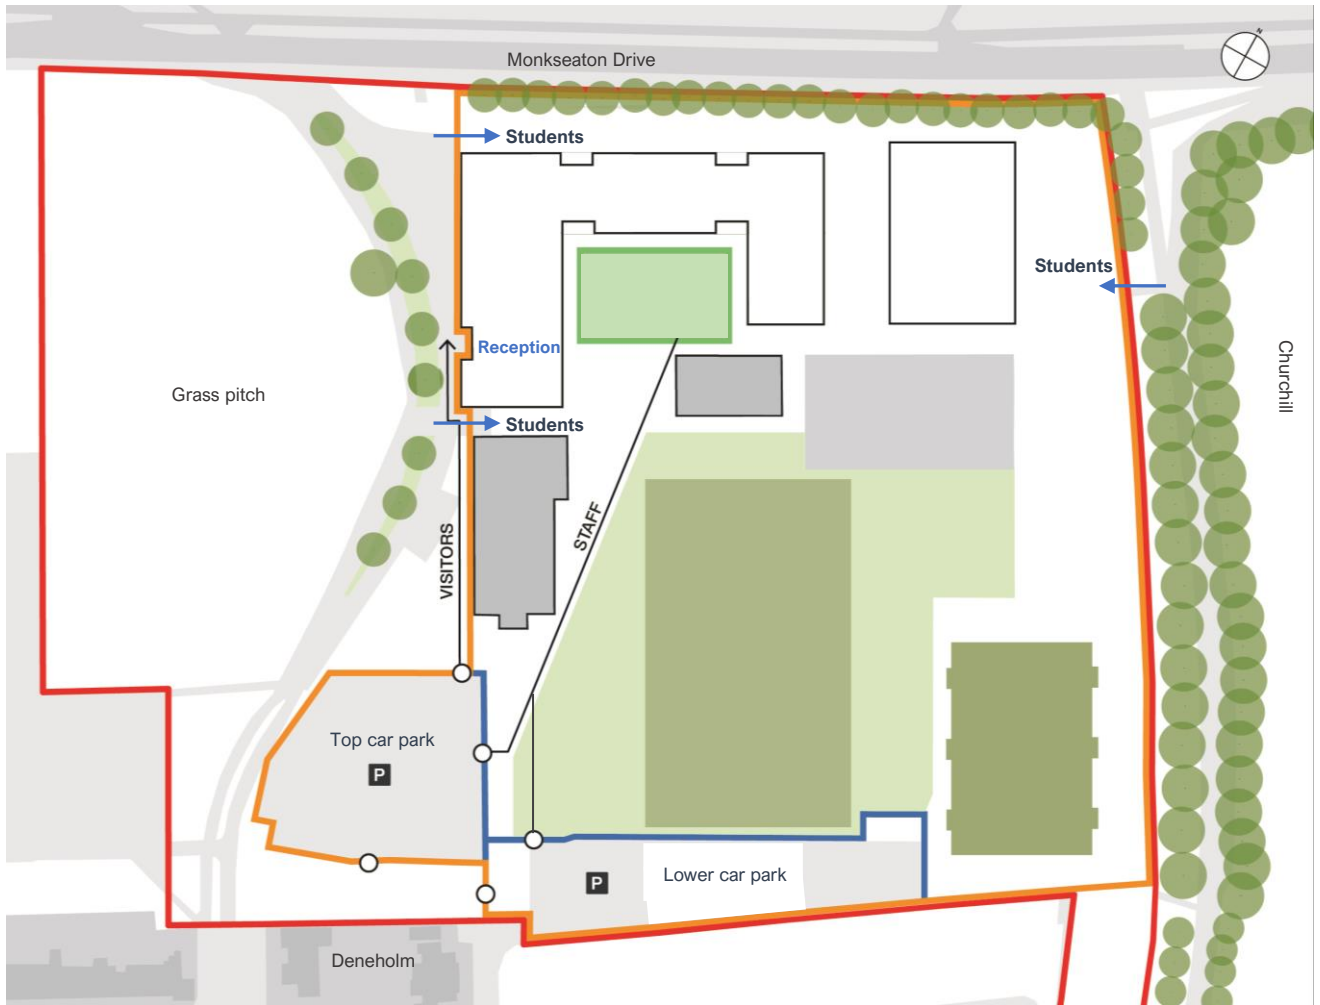 N
Monkseaton Drive
Students
Students
Reception
Churchill
Grass pitch
Students
STAFF
VISITORS
Top car park
P
Lower car park
P
Deneholm